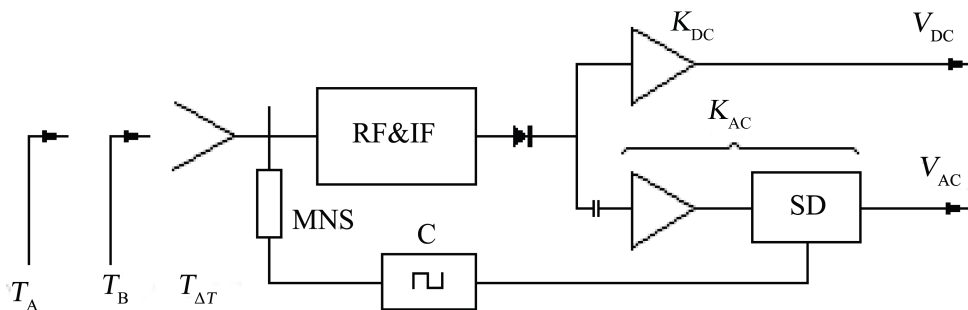 K_DC
V_DC
RF&IF
K_AC
V_AC
MNS
SD
C
T_A
T_B
T_ΔT